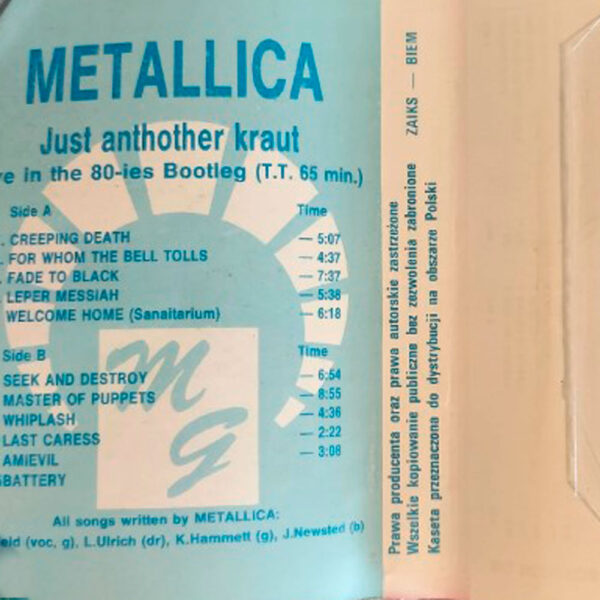 METALLICA
Just anthother kraut
in the 80-ies Bootleg (T.T. 65 min.)
Side A Time
. CREEPING DEATH — 5:07
. FOR WHOM THE BELL TOLLS — 4:37
. FADE TO BLACK — 7:37
. LEPER MESSIAH — 5:38
WELCOME HOME (Sanaitarium) — 6:18
Side B Time
SEEK AND DESTROY — 6:54
MASTER OF PUPPETS — 8:55
WHIPLASH — 4:36
LAST CARESS — 2:22
AMiEVIL — 3:08
BATTERY
MG
All songs written by METALLICA:
eld (voc, g), L.Ulrich (dr), K.Hammett (g), J.Newsted (b)
Prawa producenta oraz prawa autorskie zastrzeżone
Wszelkie kopiowanie publiczne bez zezwolenia zabronione ZAIKS — BIEM
Kaseta przeznaczona do dystrybucji na obszarze Polski